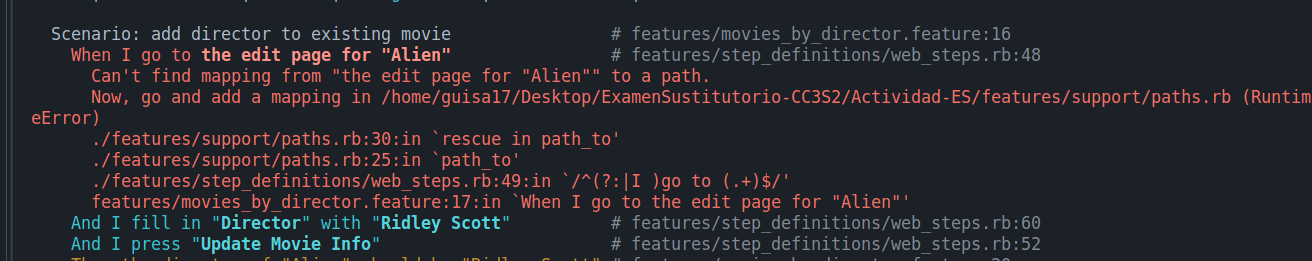 Scenario: add director to existing movie # features/movies_by_director.feature:16
When I go to the edit page for "Alien" # features/step_definitions/web_steps.rb:48
Can't find mapping from "the edit page for "Alien"" to a path.
Now, go and add a mapping in /home/guisa17/Desktop/ExamenSustitutorio-CC3S2/Actividad-ES/features/support/paths.rb (Runtim
eError)
./features/support/paths.rb:30:in `rescue in path_to'
./features/support/paths.rb:25:in `path_to'
./features/step_definitions/web_steps.rb:49:in `/^(?:|I )go to (.+)$/'
features/movies_by_director.feature:17:in `When I go to the edit page for "Alien"'
And I fill in "Director" with "Ridley Scott" # features/step_definitions/web_steps.rb:60
And I press "Update Movie Info" # features/step_definitions/web_steps.rb:52